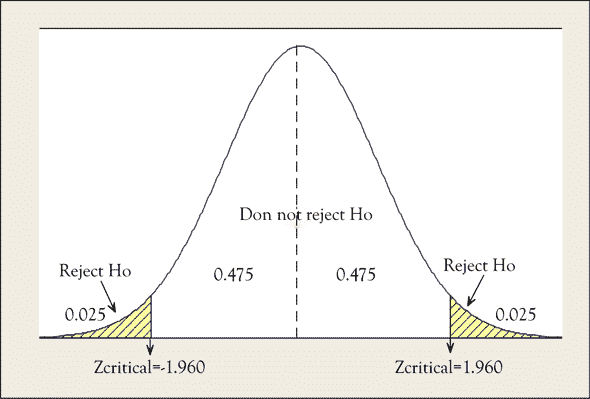 Don not reject Ho
Reject Ho
0.475
0.475
Reject Ho
0.025
0.025
Zcritical=-1.960
Zcritical=1.960